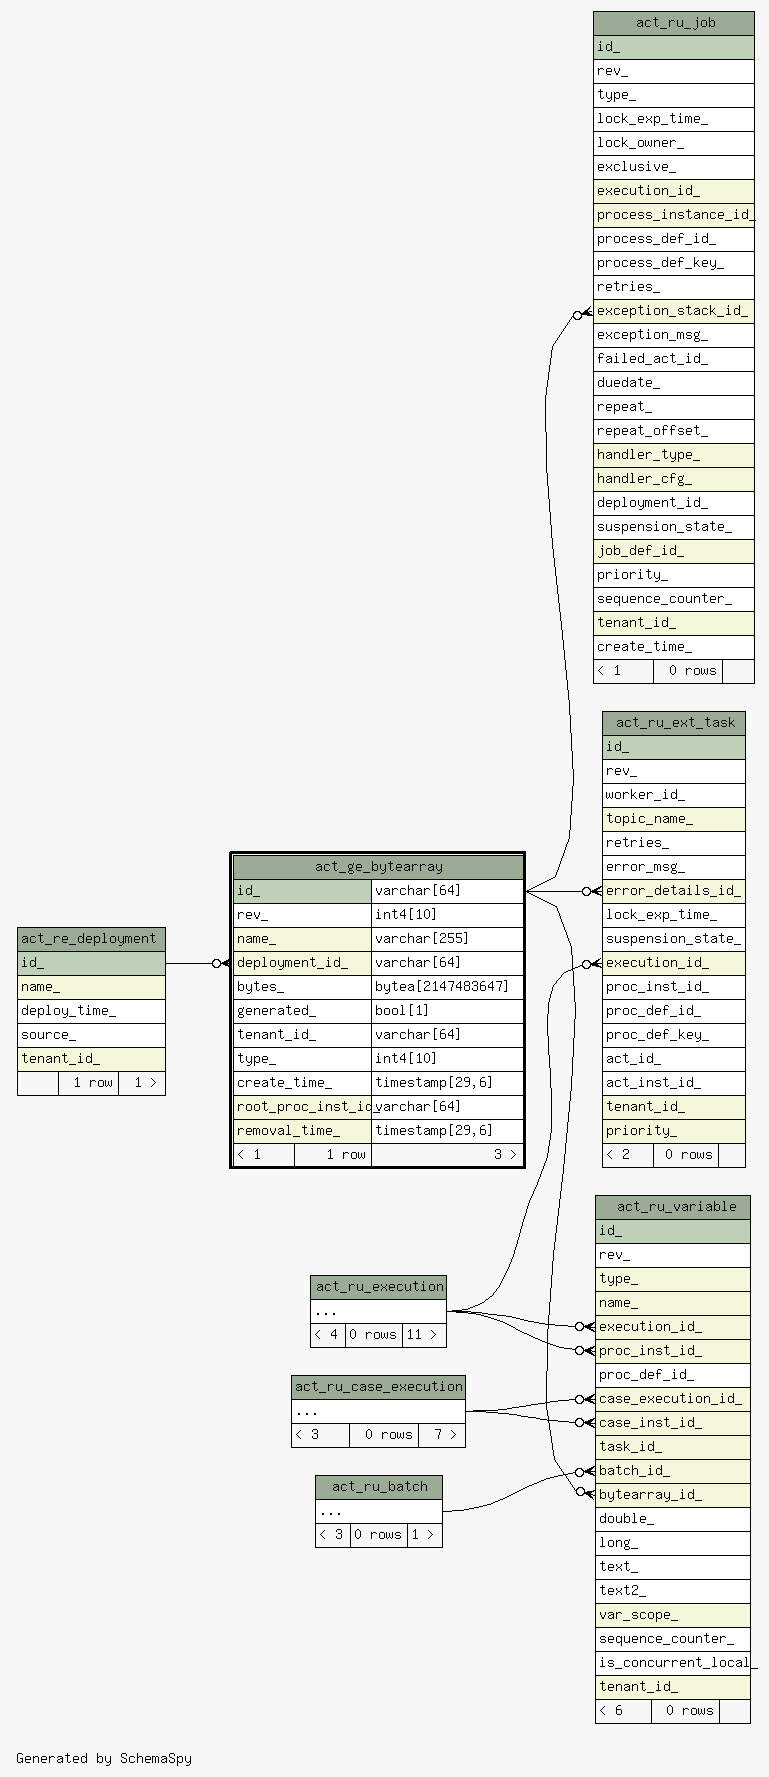 act_ru_job
id_
rev_
type_
lock_exp_time_
lock_owner_
exclusive_
execution_id_
process_instance_id_
process_def_id_
process_def_key_
retries_
exception_stack_id_
exception_msg_
failed_act_id_
duedate_
repeat_
repeat_offset_
handler_type_
handler_cfg_
deployment_id_
suspension_state_
job_def_id_
priority_
sequence_counter_
tenant_id_
create_time_
< 1 0 rows
act_ru_ext_task
id_
rev_
worker_id_
topic_name_
retries_
error_msg_
error_details_id_
lock_exp_time_
suspension_state_
execution_id_
proc_inst_id_
proc_def_id_
proc_def_key_
act_id_
act_inst_id_
tenant_id_
priority_
< 2 0 rows
act_ge_bytearray
id_ varchar[64]
rev_ int4[10]
name_ varchar[255]
deployment_id_ varchar[64]
bytes_ bytea[2147483647]
generated_ bool[1]
tenant_id_ varchar[64]
type_ int4[10]
create_time_ timestamp[29,6]
root_proc_inst_id_ varchar[64]
removal_time_ timestamp[29,6]
< 1 1 row 3 >
act_re_deployment
id_
name_
deploy_time_
source_
tenant_id_
1 row 1 >
act_ru_variable
id_
rev_
type_
name_
execution_id_
proc_inst_id_
proc_def_id_
case_execution_id_
case_inst_id_
task_id_
batch_id_
bytearray_id_
double_
long_
text_
text2_
var_scope_
sequence_counter_
is_concurrent_local_
tenant_id_
< 6 0 rows
act_ru_execution
...
< 4 0 rows 11 >
act_ru_case_execution
...
< 3 0 rows 7 >
act_ru_batch
...
< 3 0 rows 1 >
Generated by SchemaSpy